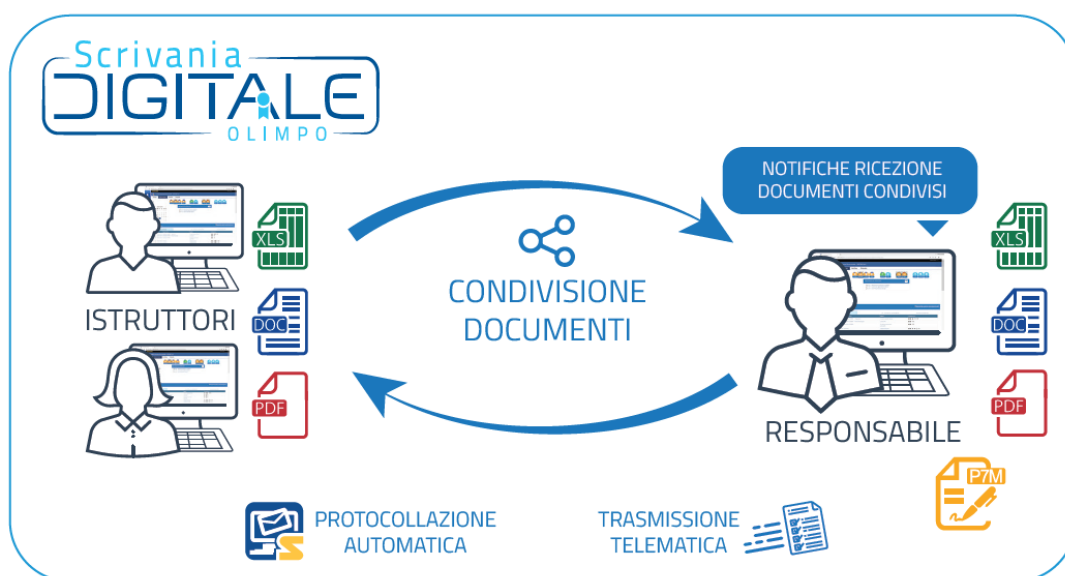 Scrivania
DIGITALE
OLIMPO
NOTIFICHE RICEZIONE
DOCUMENTI CONDIVISI
XLS
DOC
PDF
ISTRUTTORI
CONDIVISIONE
DOCUMENTI
XLS
DOC
PDF
RESPONSABILE
P7M
PROTOCOLLAZIONE
AUTOMATICA
TRASMISSIONE
TELEMATICA